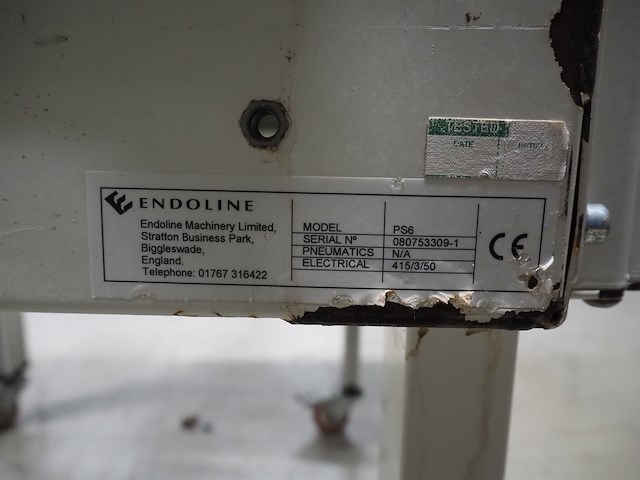 TESTED
DATE
ENDOLINE
Endoline Machinery Limited,
Stratton Business Park,
Biggleswade,
England.
Telephone: 01767 316422
MODEL PS6
SERIAL Nº 080753309-1
PNEUMATICS N/A
ELECTRICAL 415/3/50
CE